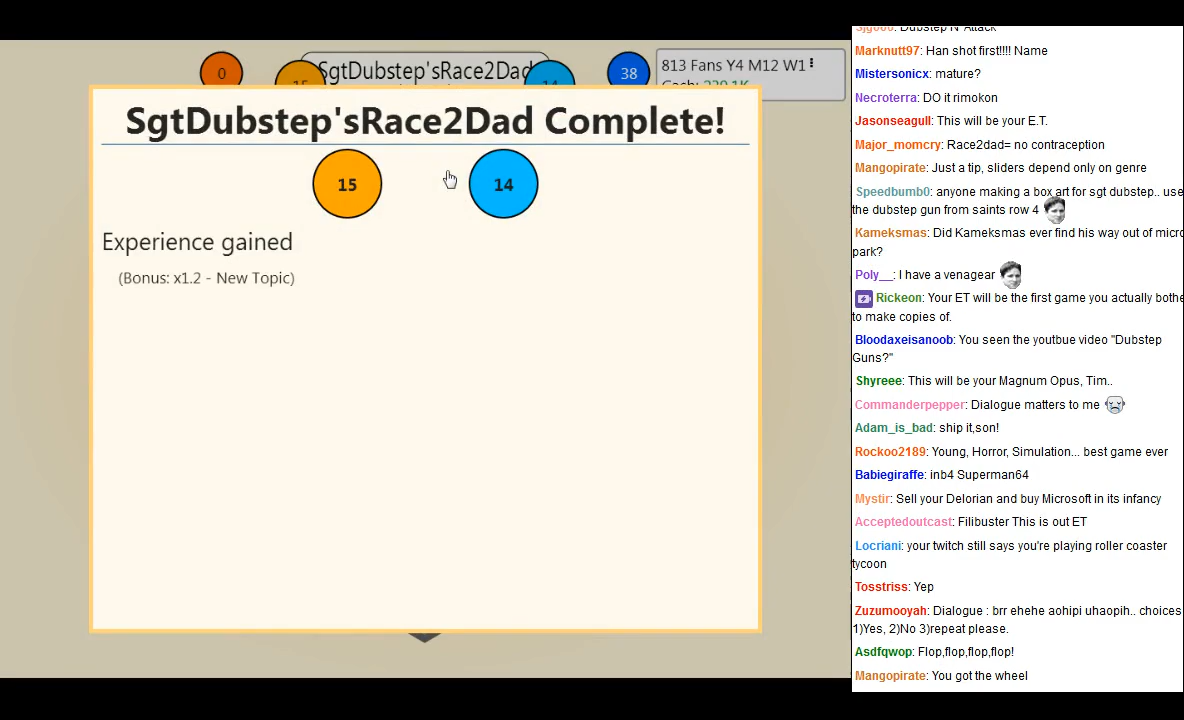 0
SgtDubstep'sRace2Dad
38
813 Fans Y4 M12 W1
SgtDubstep'sRace2Dad Complete!
15
14
Experience gained
(Bonus: x1.2 - New Topic)
Marknutt97: Han shot first!!!! Name
Mistersonicx: mature?
Necroterra: DO it rimokon
Jasonseagull: This will be your E.T.
Major_momcry: Race2dad= no contraception
Mangopirate: Just a tip, sliders depend only on genre
Speedbumb0: anyone making a box art for sgt dubstep.. use
the dubstep gun from saints row 4
Kameksmas: Did Kameksmas ever find his way out of micro
park?
Poly__: I have a venagear
Rickeon: Your ET will be the first game you actually bothe
to make copies of.
Bloodaxeisanoob: You seen the youtbue video "Dubstep
Guns?"
Shyreee: This will be your Magnum Opus, Tim..
Commanderpepper: Dialogue matters to me
Adam_is_bad: ship it,son!
Rockoo2189: Young, Horror, Simulation... best game ever
Babiegiraffe: inb4 Superman64
Mystir: Sell your Delorian and buy Microsoft in its infancy
Acceptedoutcast: Filibuster This is out ET
Locriani: your twitch still says you're playing roller coaster
tycoon
Tosstriss: Yep
Zuzumooyah: Dialogue : brr ehehe aohipi uhaopih.. choices
1)Yes, 2)No 3)repeat please.
Asdfqwop: Flop,flop,flop,flop!
Mangopirate: You got the wheel